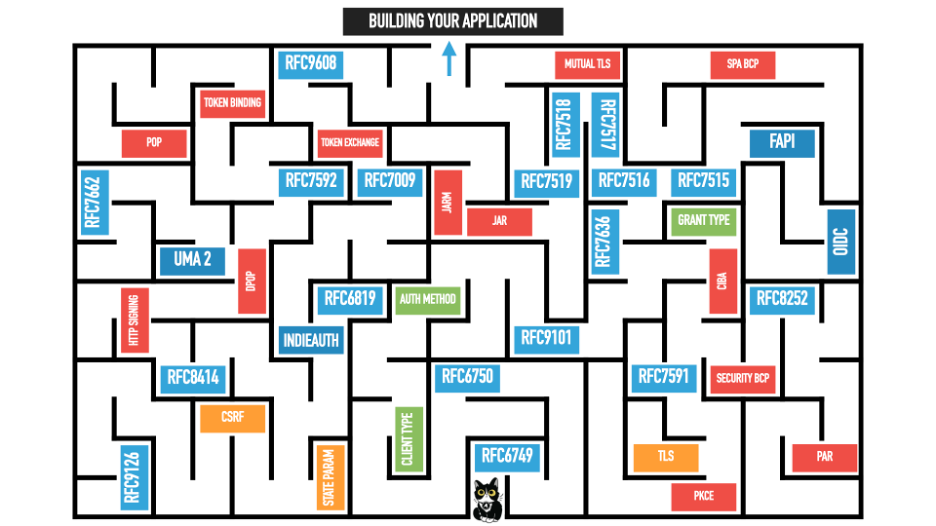 BUILDING YOUR APPLICATION
RFC9608
MUTUAL TLS
SPA BCP
TOKEN BINDING
RFC7518
RFC7517
POP
TOKEN EXCHANGE
FAPI
RFC7662
RFC7592
RFC7009
JARM
RFC7519
RFC7516
RFC7515
JAR
RFC7636
GRANT TYPE
OIDC
UMA 2
DPOP
CIBA
HTTP SIGNING
RFC6819
AUTH METHOD
RFC8252
INDIEAUTH
RFC9101
RFC8414
RFC6750
RFC7591
SECURITY BCP
CSRF
CLIENT TYPE
RFC9126
STATE PARAM
RFC6749
TLS
PAR
PKCE